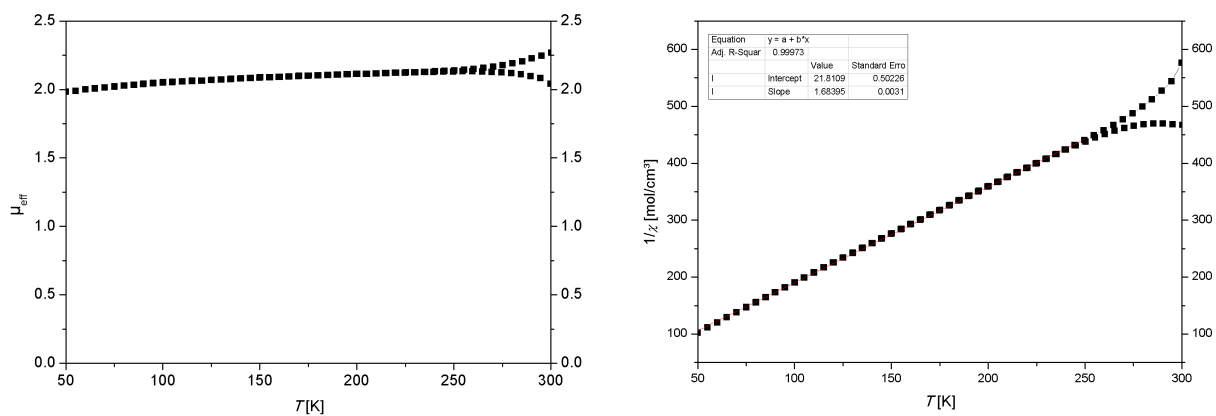 2.5 2.5
2.0 2.0
1.5 1.5
1.0 1.0
0.5 0.5
0.0 0.0
50 100 150 200 250 300
μeff
T [K]
600 600
500 500
400 400
300 300
200 200
100 100
50 100 150 200 250 300
1/χ [mol/cm³]
T [K]
Equation y = a + b*x
Adj. R-Squar 0.99973
Value Standard Erro
I Intercept 21.8109 0.50226
I Slope 1.68395 0.0031